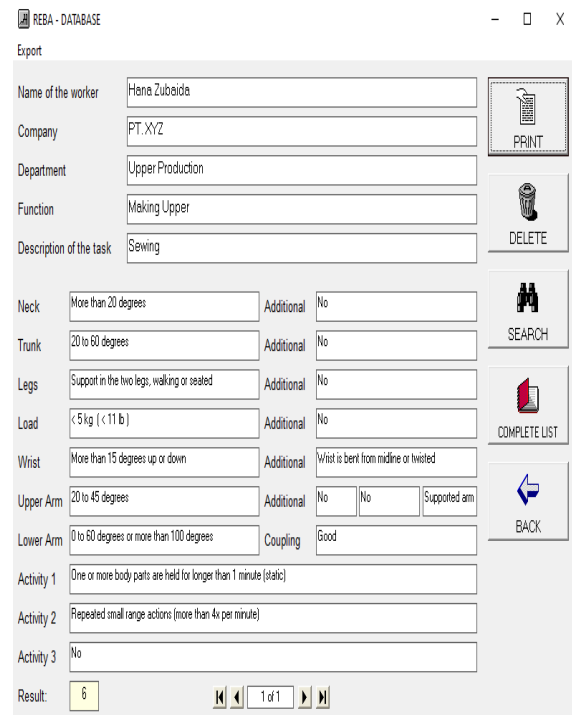 REBA - DATABASE
Export
Name of the worker Hana Zubaida
Company PT.XYZ
Department Upper Production
Function Making Upper
Description of the task Sewing
PRINT
DELETE
SEARCH
COMPLETE LIST
BACK
Neck More than 20 degrees Additional No
Trunk 20 to 60 degrees Additional No
Legs Support in the two legs, walking or seated Additional No
Load < 5 kg ( < 11 lb ) Additional No
Wrist More than 15 degrees up or down Additional Wrist is bent from midline or twisted
Upper Arm 20 to 45 degrees Additional No No Supported arm
Lower Arm 0 to 60 degrees or more than 100 degrees Coupling Good
Activity 1 One or more body parts are held for longer than 1 minute (static)
Activity 2 Repeated small range actions (more than 4x per minute)
Activity 3 No
Result: 6 1 of 1